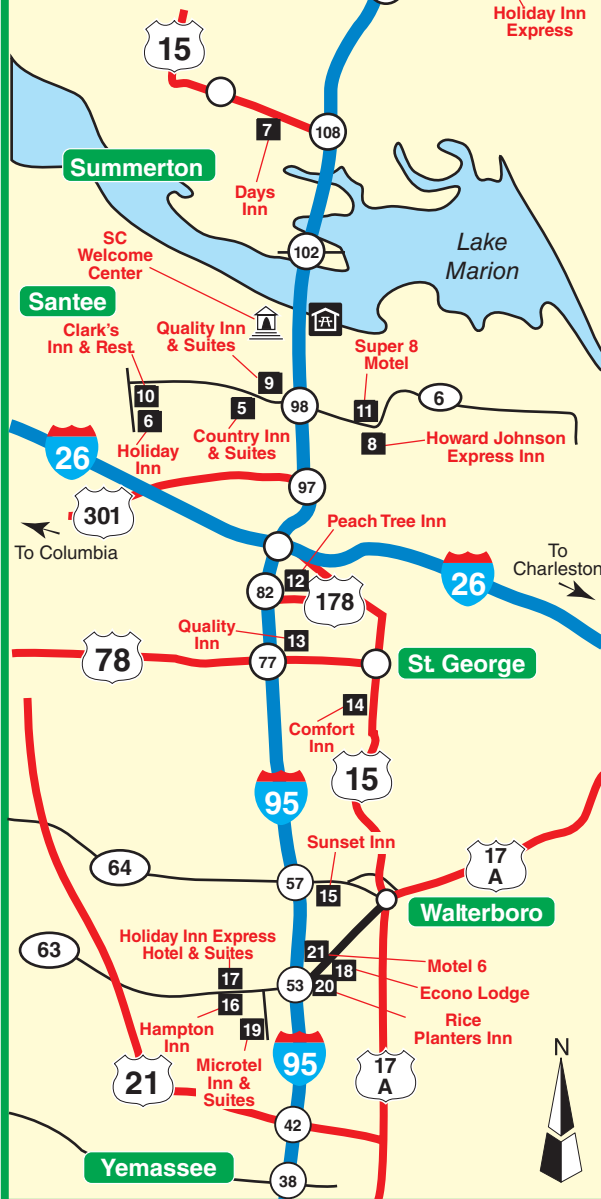 Holiday Inn
Express
15
7
108
Summerton
Days
Inn
102
SC
Welcome
Center
Lake
Marion
Santee
Clark's
Inn & Rest.
Quality Inn
& Suites
Super 8
Motel
9
10
5
98
11
6
6
Holiday
Inn
Country Inn
& Suites
8
Howard Johnson
Express Inn
26
97
301
To Columbia
Peach Tree Inn
To
Charleston
12
82
178
26
Quality
Inn
13
78
77
St. George
14
Comfort
Inn
15
95
Sunset Inn
17
A
64
57
15
Walterboro
Holiday Inn Express
Hotel & Suites
63
21
Motel 6
17
18
53
20
Econo Lodge
16
Hampton
Inn
19
Rice
Planters Inn
Microtel
Inn &
Suites
95
21
17
A
N
42
Yemassee
38